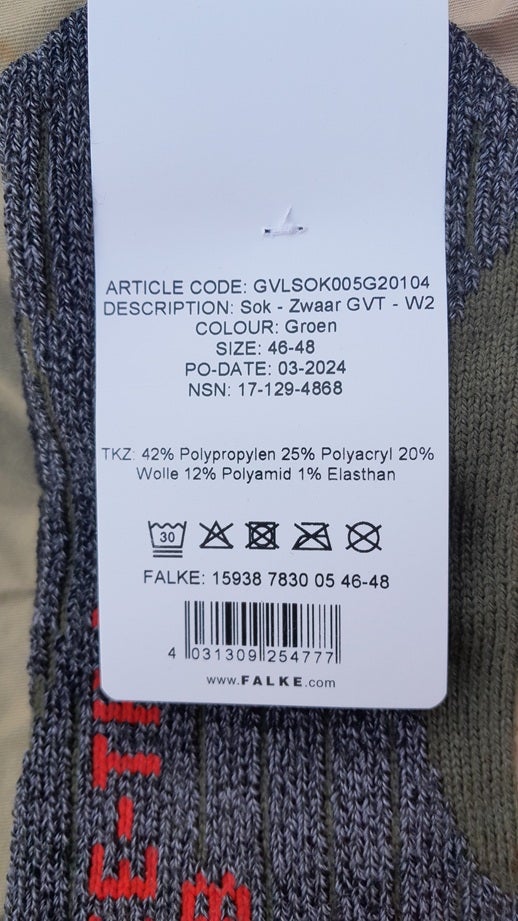 ARTICLE CODE: GVLSOK005G20104
DESCRIPTION: Sok - Zwaar GVT - W2
COLOUR: Groen
SIZE: 46-48
PO-DATE: 03-2024
NSN: 17-129-4868
TKZ: 42% Polypropylen 25% Polyacryl 20%
Wolle 12% Polyamid 1% Elasthan
30
FALKE: 15938 7830 05 46-48
4 031309 254777
www.FALKE.com